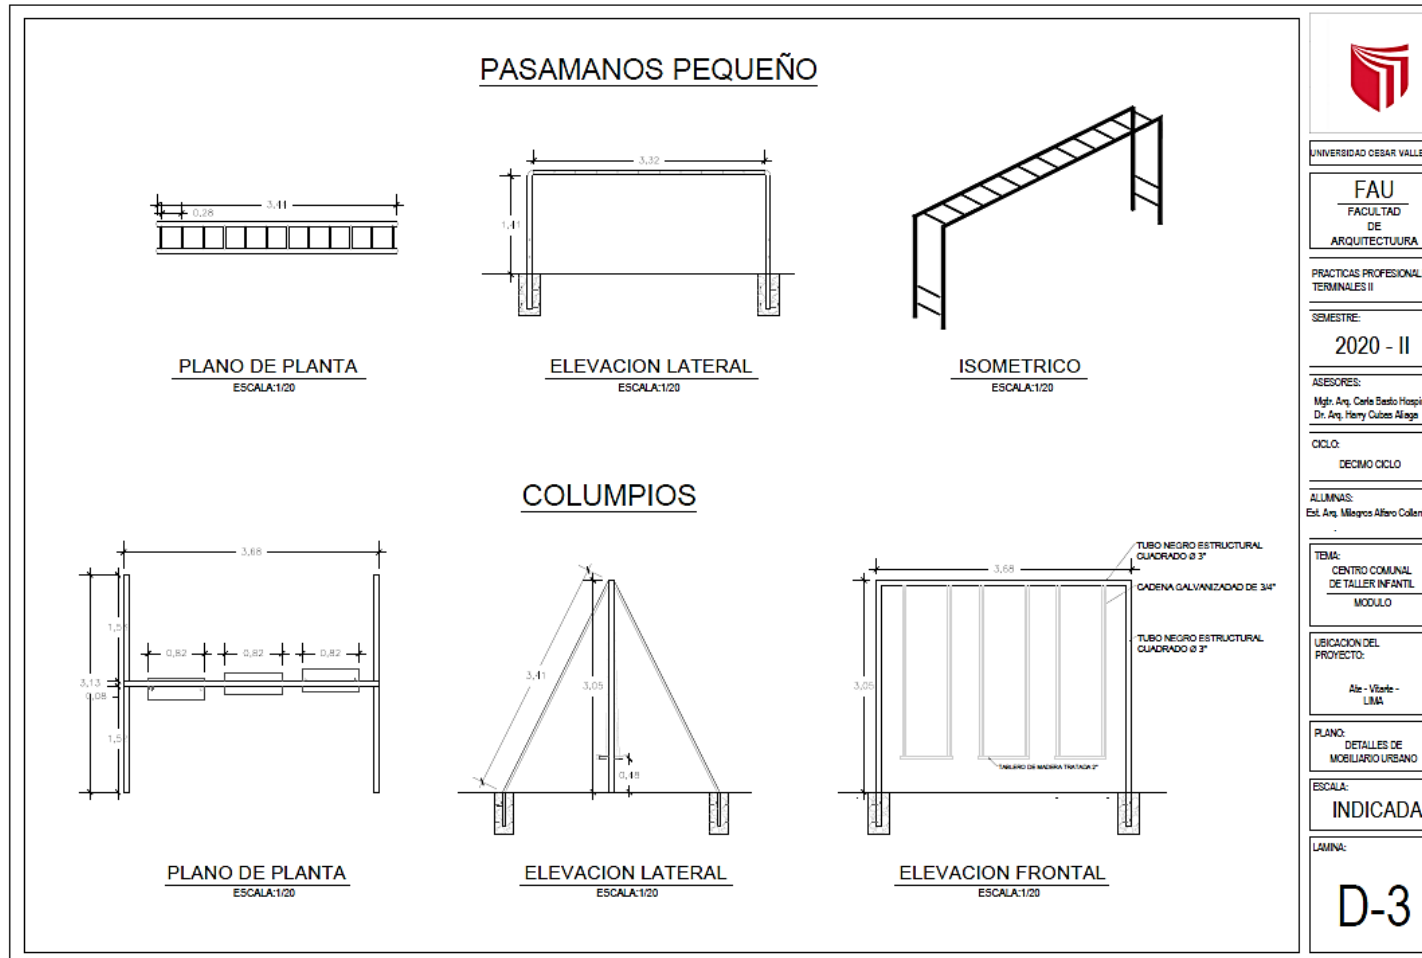 PASAMANOS PEQUEÑO
3,41
0,28
PLANO DE PLANTA
ESCALA:1/20
3,32
1,41
ELEVACION LATERAL
ESCALA:1/20
ISOMETRICO
ESCALA:1/20
COLUMPIOS
3,68
0,82
0,82
0,82
3,13
0,08
PLANO DE PLANTA
ESCALA:1/20
3,41
3,05
0,48
ELEVACION LATERAL
ESCALA:1/20
3,68
3,05
TUBO NEGRO ESTRUCTURAL
CUADRADO Ø 3"
CADENA GALVANIZADAD DE 3/4"
TUBO NEGRO ESTRUCTURAL
CUADRADO Ø 3"
TABLERO DE MADERA TRATADA 2"
ELEVACION FRONTAL
ESCALA:1/20
UNIVERSIDAD CESAR VALLE
FAU
FACULTAD
DE
ARQUITECTUURA
PRACTICAS PROFESIONAL
TERMINALES II
SEMESTRE:
2020 - II
ASESORES:
Mgtr. Arq. Carla Basto Hospi
Dr. Arq. Harry Cubas Aliaga
CICLO:
DECIMO CICLO
ALUMNAS:
Est. Arq. Milagros Alfaro Collan
TEMA:
CENTRO COMUNAL
DE TALLER INFANTIL
MODULO
UBICACION DEL
PROYECTO:
Ate - Vitarte -
LIMA
PLANO:
DETALLES DE
MOBILIARIO URBANO
ESCALA:
INDICADA
LAMINA:
D-3